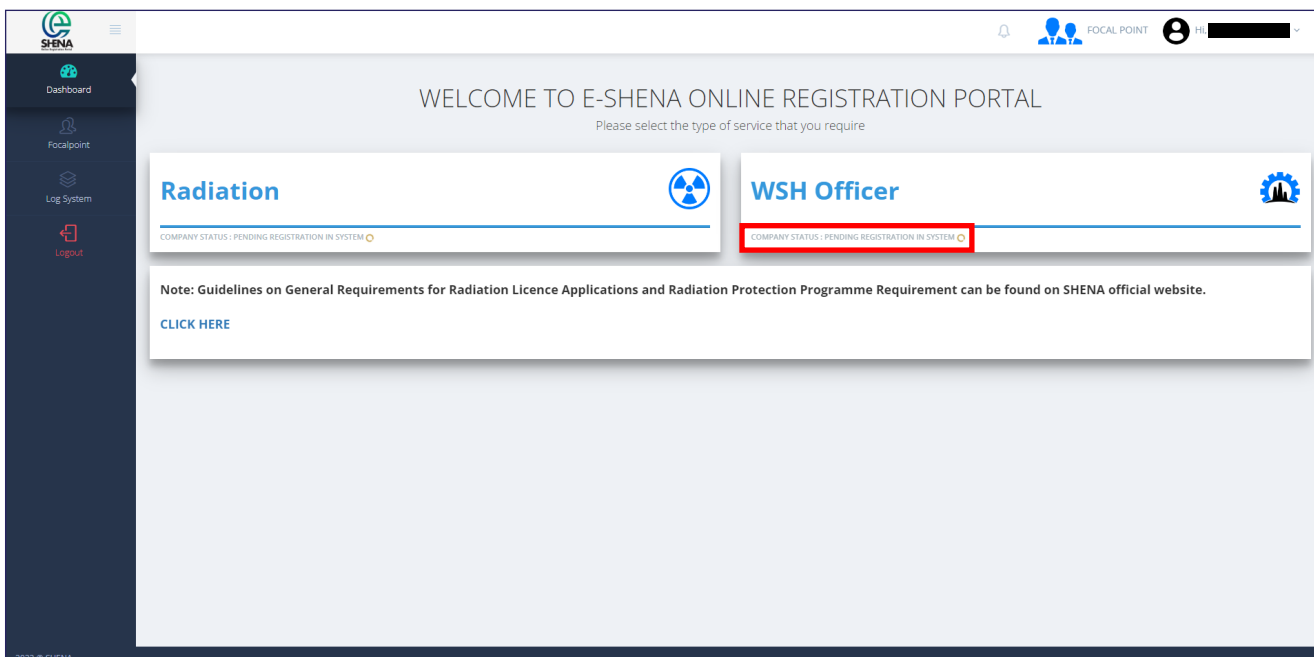 SHENA
FOCAL POINT
Hi,
Dashboard
Focalpoint
Log System
Logout
WELCOME TO E-SHENA ONLINE REGISTRATION PORTAL
Please select the type of service that you require
Radiation
COMPANY STATUS : PENDING REGISTRATION IN SYSTEM
WSH Officer
COMPANY STATUS : PENDING REGISTRATION IN SYSTEM
Note: Guidelines on General Requirements for Radiation Licence Applications and Radiation Protection Programme Requirement can be found on SHENA official website.
CLICK HERE